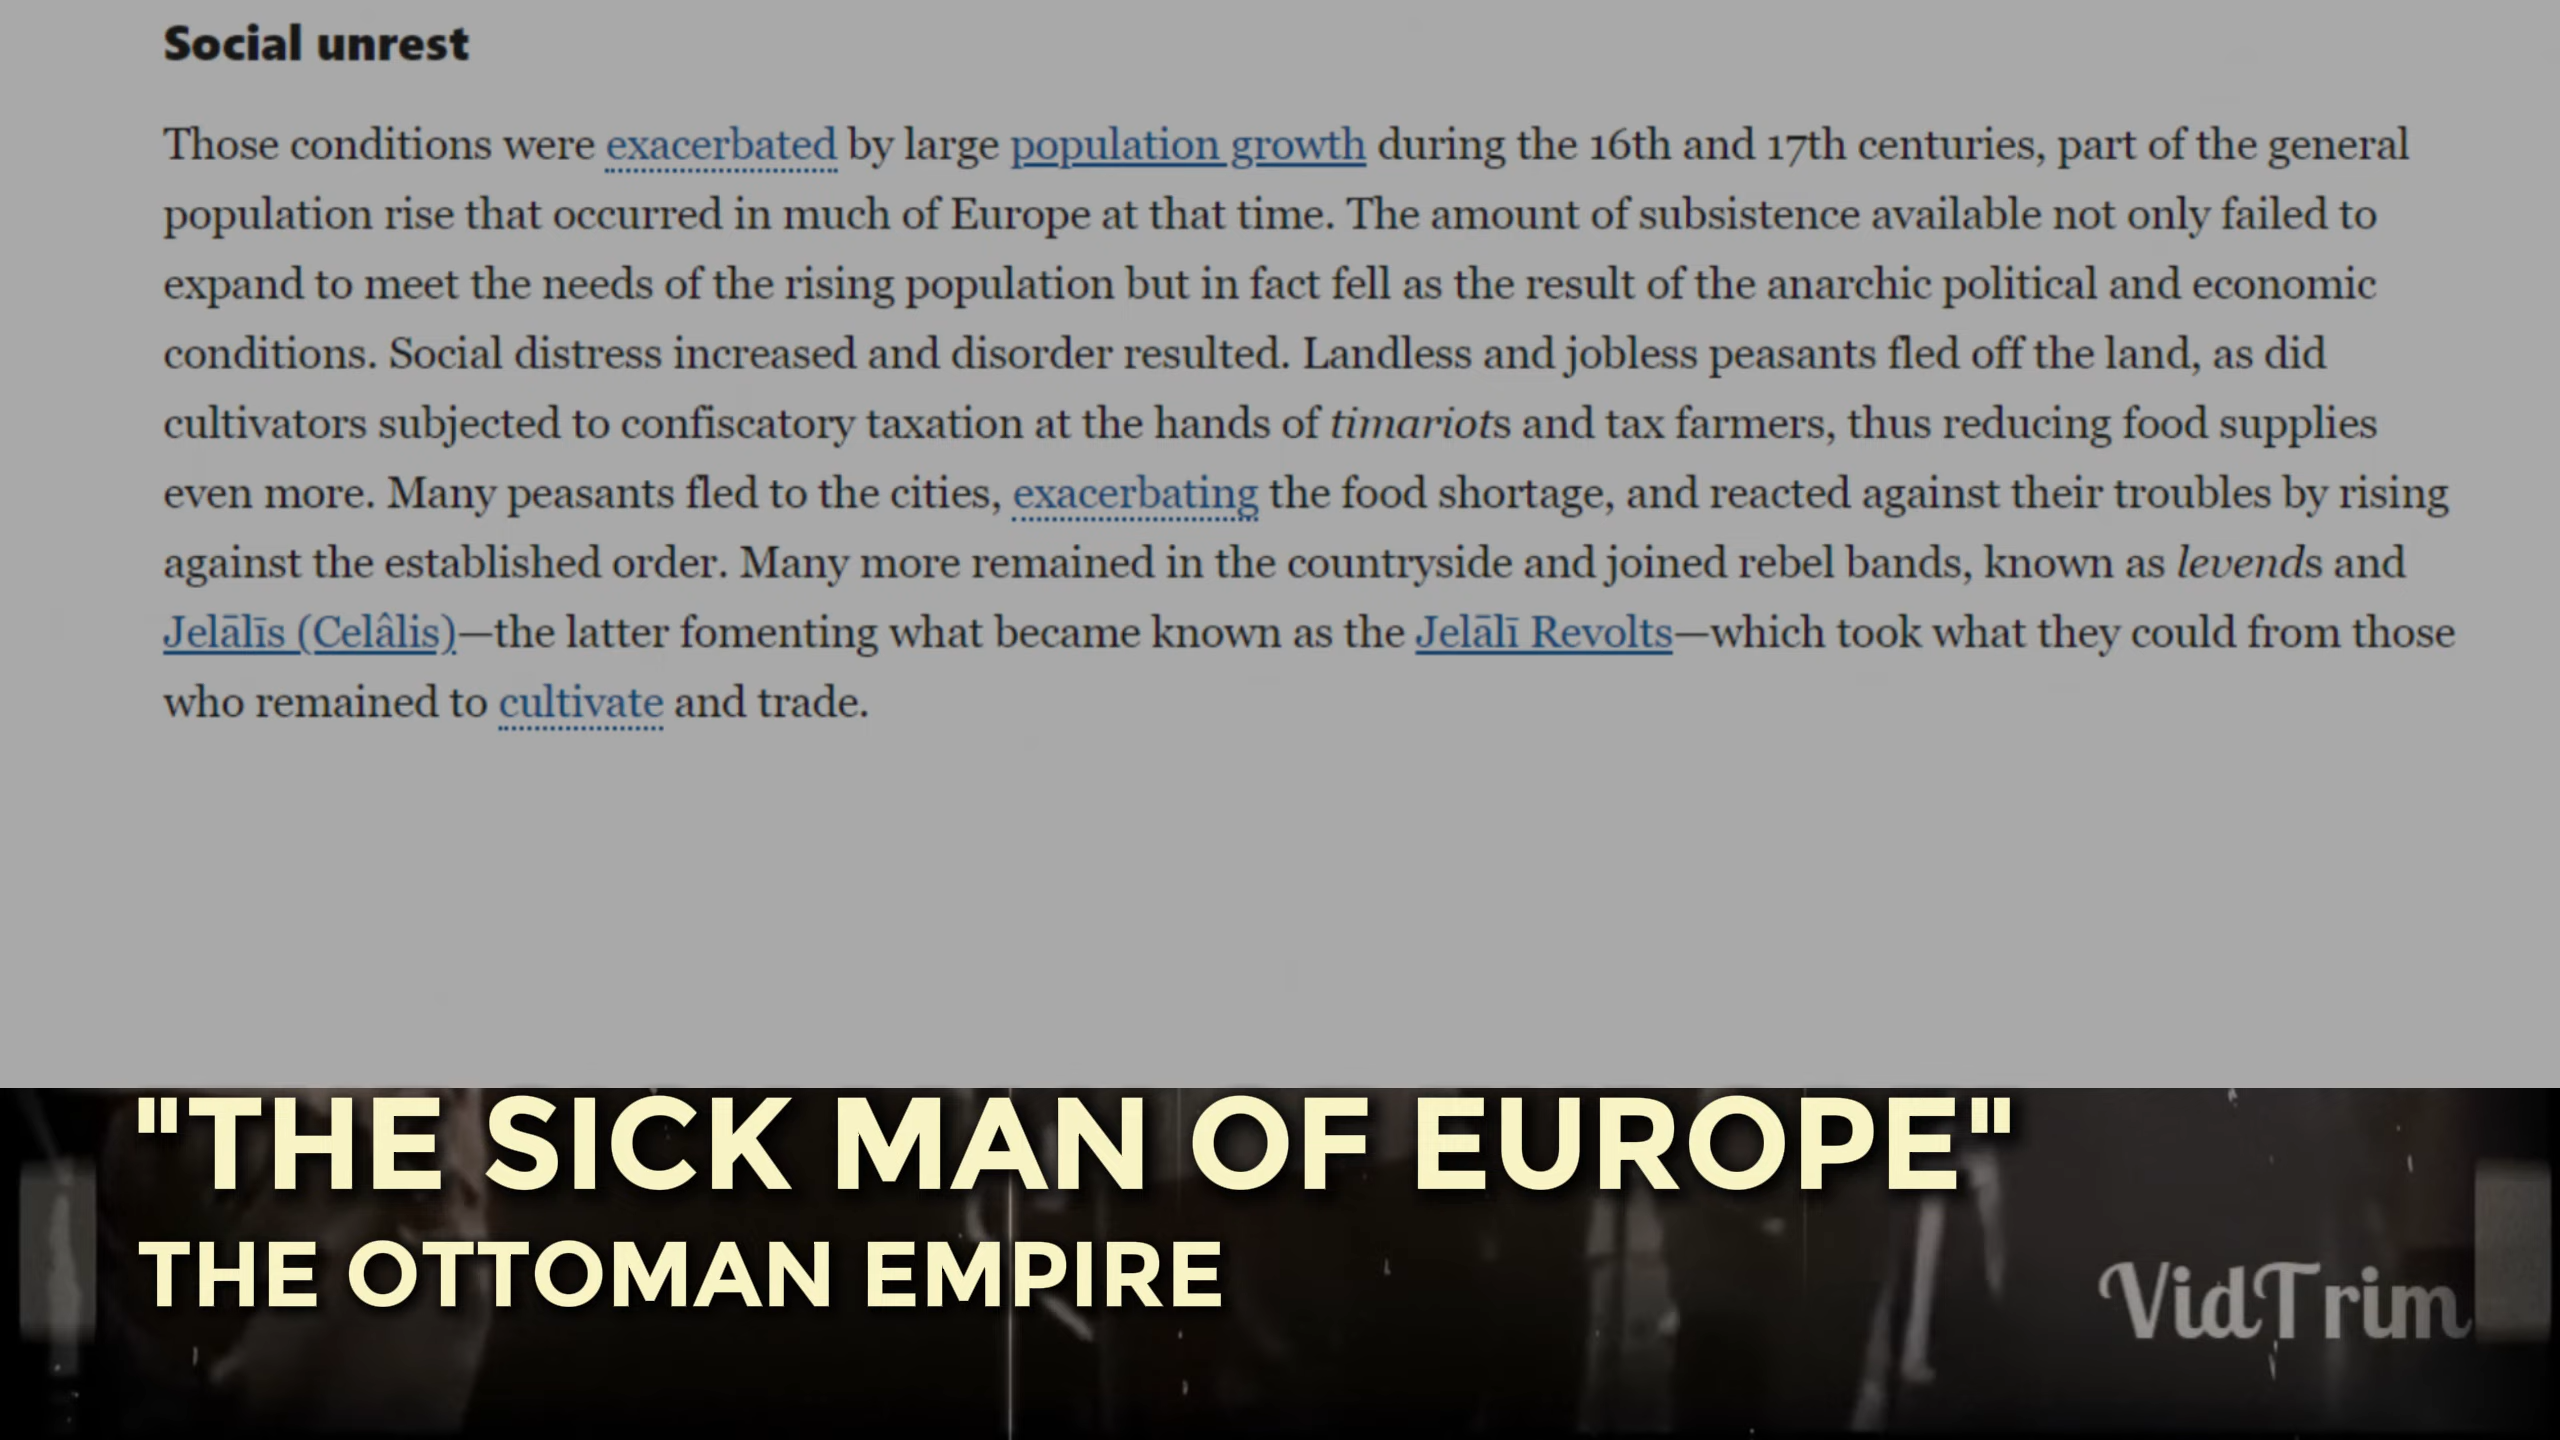 Social unrest
Those conditions were exacerbated by large population growth during the 16th and 17th centuries, part of the general
population rise that occurred in much of Europe at that time. The amount of subsistence available not only failed to
expand to meet the needs of the rising population but in fact fell as the result of the anarchic political and economic
conditions. Social distress increased and disorder resulted. Landless and jobless peasants fled off the land, as did
cultivators subjected to confiscatory taxation at the hands of timariots and tax farmers, thus reducing food supplies
even more. Many peasants fled to the cities, exacerbating the food shortage, and reacted against their troubles by rising
against the established order. Many more remained in the countryside and joined rebel bands, known as levends and
Jelālīs (Celâlis)—the latter fomenting what became known as the Jelālī Revolts—which took what they could from those
who remained to cultivate and trade.
"THE SICK MAN OF EUROPE"
THE OTTOMAN EMPIRE
VidTrim